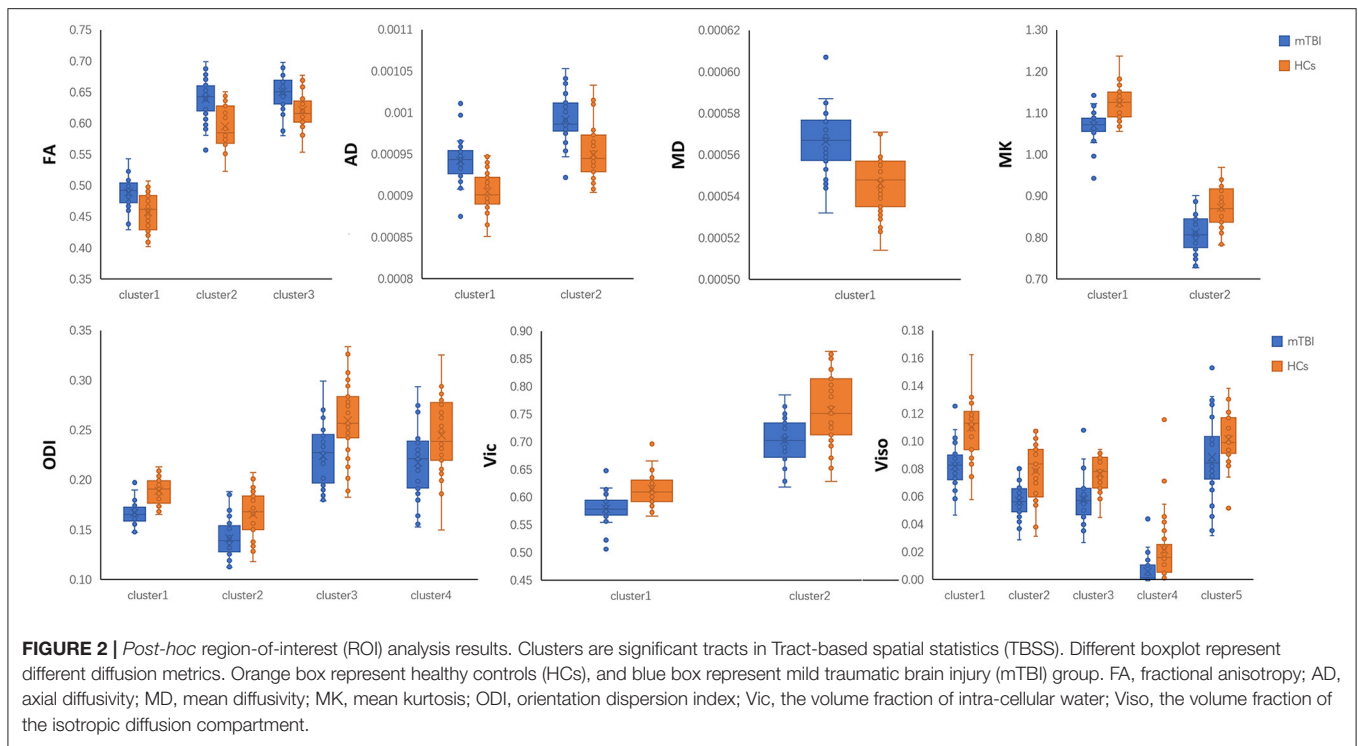 0.75
0.70
0.65
0.60
0.55
0.50
0.45
0.40
0.35
FA
cluster1 cluster2 cluster3
0.0011
0.00105
0.001
0.00095
0.0009
0.00085
0.0008
AD
cluster1 cluster2
0.00062
0.00060
0.00058
0.00056
0.00054
0.00052
0.00050
MD
cluster1
1.30
1.20
1.10
1.00
0.90
0.80
0.70
MK
cluster1 cluster2
mTBI
HCs
0.35
0.30
0.25
0.20
0.15
0.10
ODI
cluster1 cluster2 cluster3 cluster4
0.90
0.85
0.80
0.75
0.70
0.65
0.60
0.55
0.50
0.45
Vic
cluster1 cluster2
0.18
0.16
0.14
0.12
0.10
0.08
0.06
0.04
0.02
0.00
Viso
cluster1 cluster2 cluster3 cluster4 cluster5
mTBI
HCs
FIGURE 2 | Post-hoc region-of-interest (ROI) analysis results. Clusters are significant tracts in Tract-based spatial statistics (TBSS). Different boxplot represent
different diffusion metrics. Orange box represent healthy controls (HCs), and blue box represent mild traumatic brain injury (mTBI) group. FA, fractional anisotropy; AD,
axial diffusivity; MD, mean diffusivity; MK, mean kurtosis; ODI, orientation dispersion index; Vic, the volume fraction of intra-cellular water; Viso, the volume fraction of
the isotropic diffusion compartment.